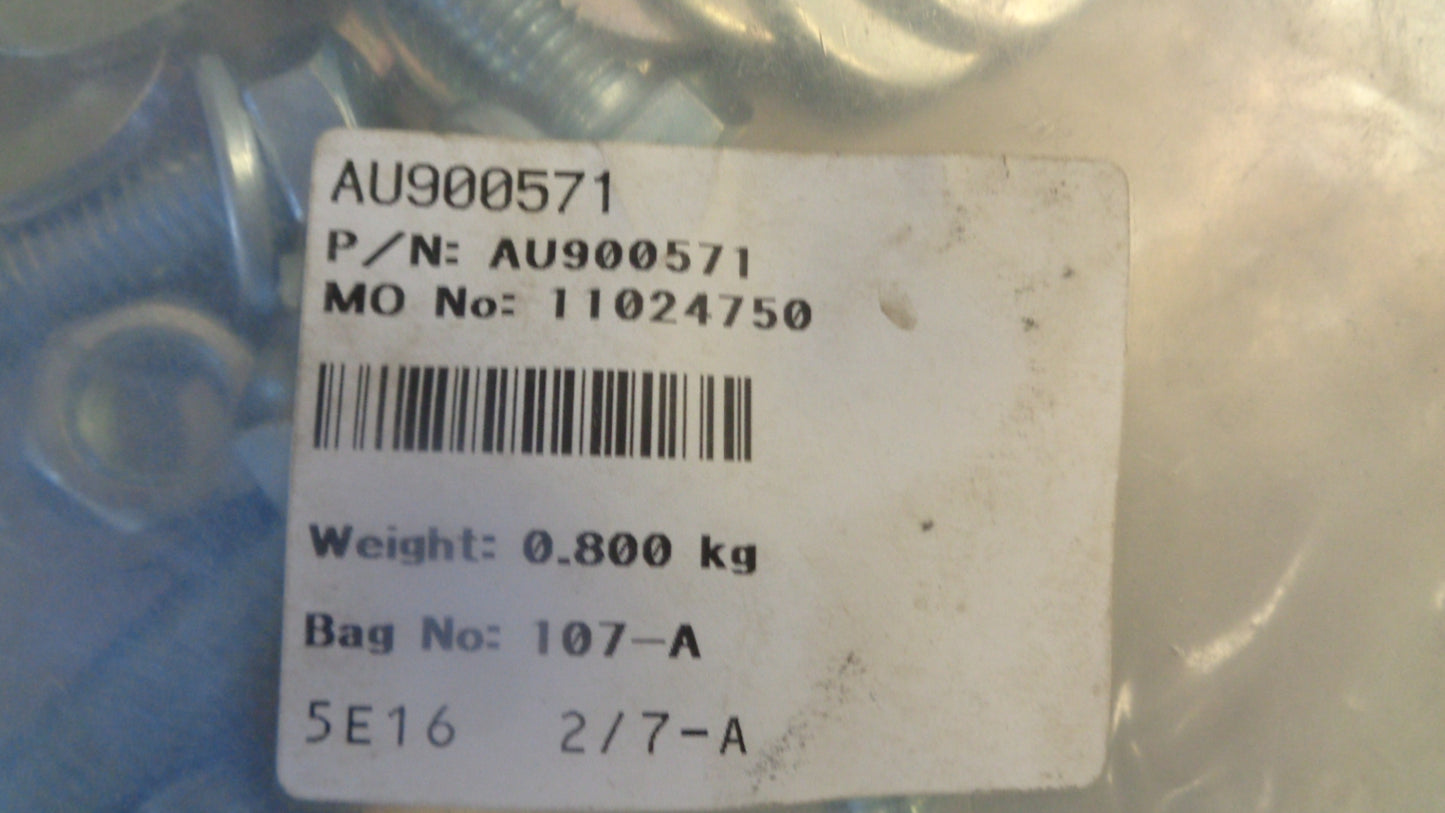 AU900571
P/N: AU900571
MO No: 11024750
Weight: 0.800 kg
Bag No: 107-A
5E16 2/7-A